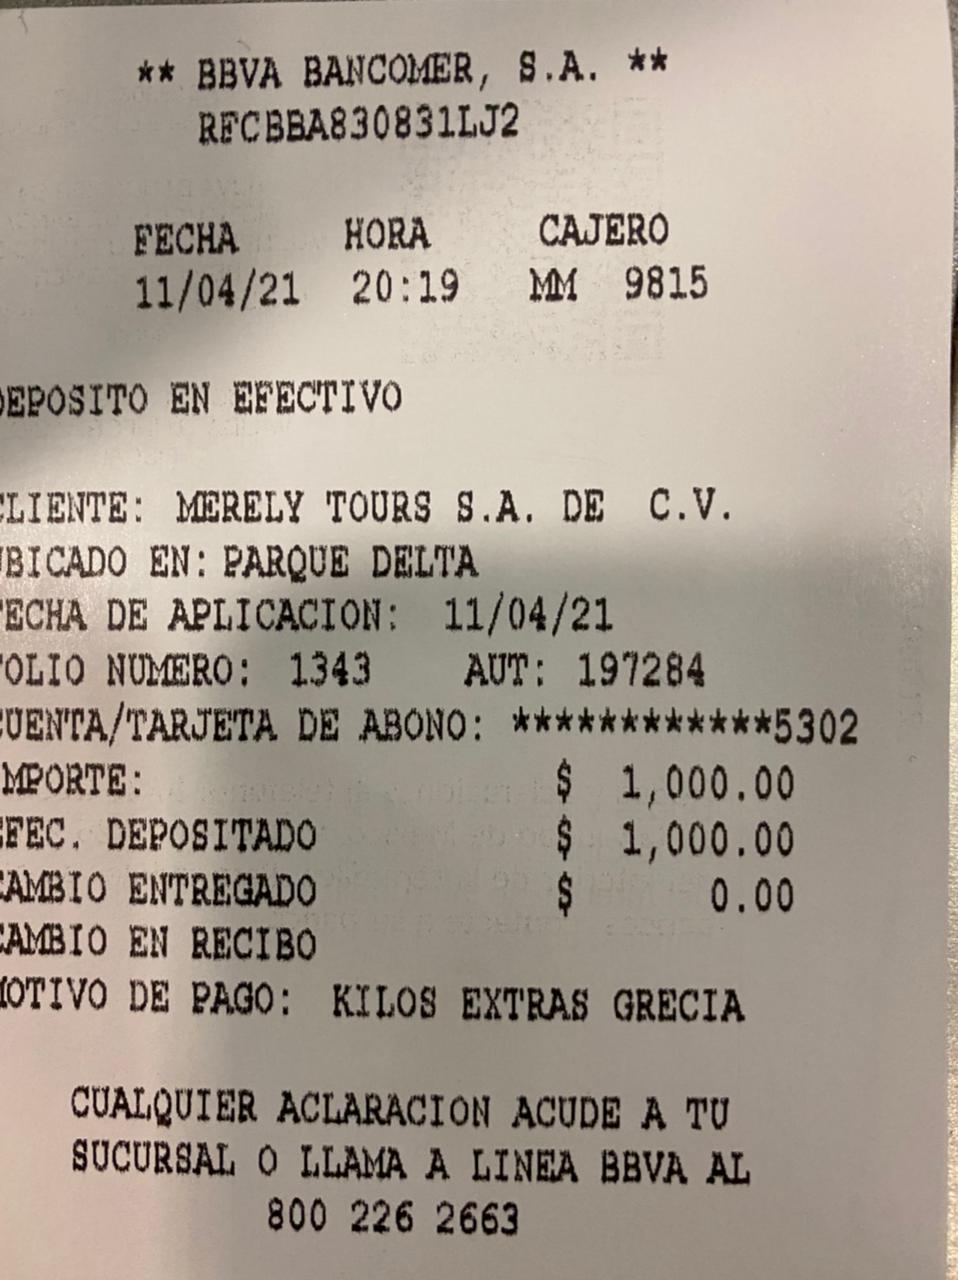 ** BBVA BANCOMER, S.A. **
RFCBBA830831LJ2
FECHA HORA CAJERO
11/04/21 20:19 MM 9815
DEPOSITO EN EFECTIVO
CLIENTE: MERELY TOURS S.A. DE C.V.
UBICADO EN: PARQUE DELTA
FECHA DE APLICACION: 11/04/21
FOLIO NUMERO: 1343 AUT: 197284
CUENTA/TARJETA DE ABONO: ************5302
IMPORTE: $ 1,000.00
EFEC. DEPOSITADO $ 1,000.00
CAMBIO ENTREGADO $ 0.00
CAMBIO EN RECIBO
MOTIVO DE PAGO: KILOS EXTRAS GRECIA
CUALQUIER ACLARACION ACUDE A TU
SUCURSAL O LLAMA A LINEA BBVA AL
800 226 2663